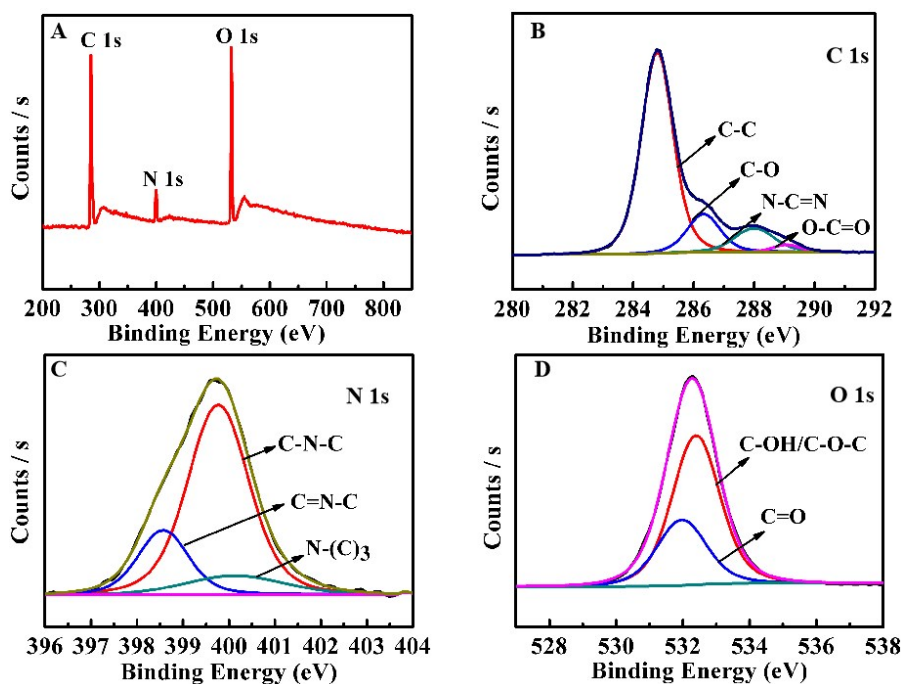 A
C 1s
O 1s
N 1s
Counts / s
200 300 400 500 600 700 800
Binding Energy (eV)
B
C 1s
C-C
C-O
N-C=N
O-C=O
Counts / s
280 282 284 286 288 290 292
Binding Energy (eV)
C
N 1s
C-N-C
C=N-C
N-(C)3
Counts / s
396 397 398 399 400 401 402 403 404
Binding Energy (eV)
D
O 1s
C-OH/C-O-C
C=O
Counts / s
528 530 532 534 536 538
Binding Energy (eV)